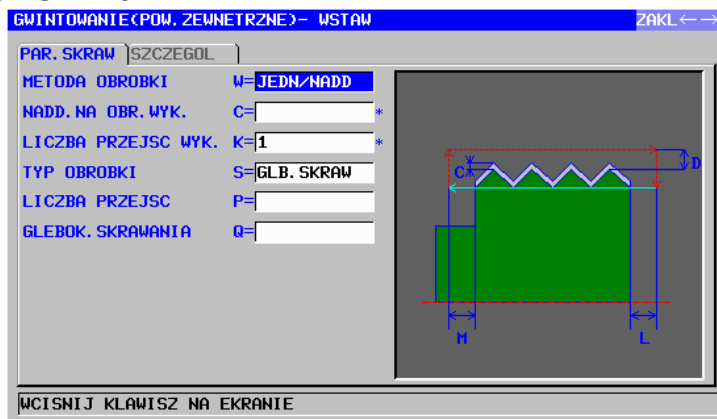 GWINTOWANIE(POW. ZEWNETRZNE)- WSTAW ZAKL←→
PAR. SKRAW SZCZEGOL
METODA OBROBKI W= JEDN/NADD
NADD. NA OBR. WYK. C= *
LICZBA PRZEJSC WYK. K= 1 *
TYP OBROBKI S= GLB. SKRAW
LICZBA PRZEJSC P=
GLEBOK. SKRAWANIA Q=
C D
M L
WCISNIJ KLAWISZ NA EKRANIE